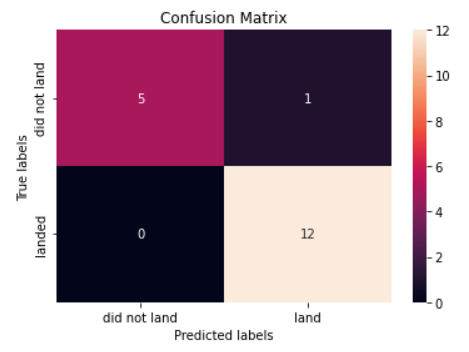 Confusion Matrix
True labels
did not land
landed
5
1
0
12
did not land
land
Predicted labels
12
10
8
6
4
2
0